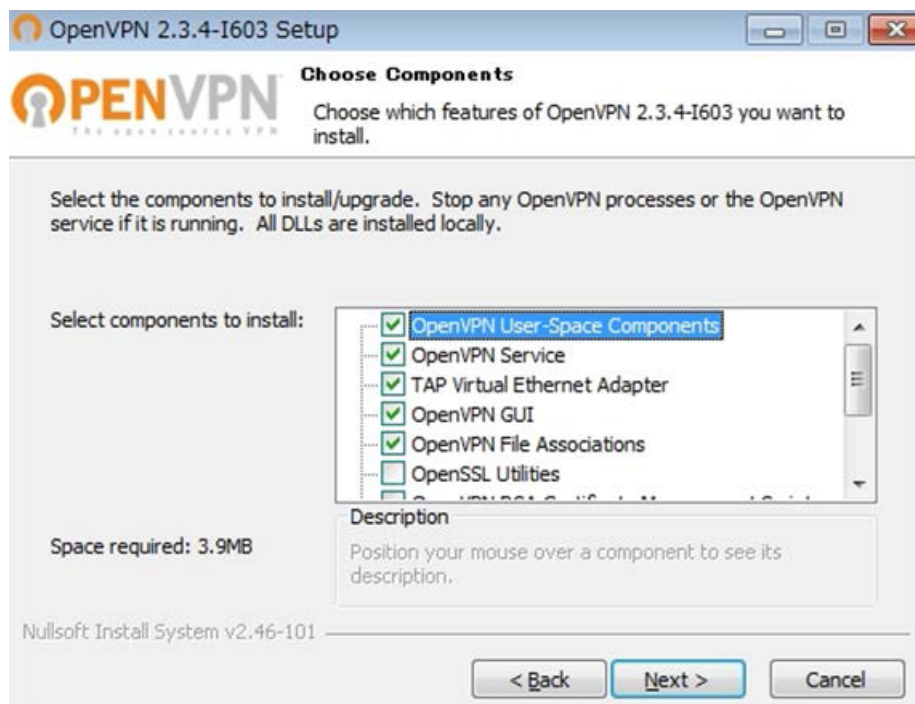 OpenVPN 2.3.4-I603 Setup
OPENVPN
The open source VPN
Choose Components
Choose which features of OpenVPN 2.3.4-I603 you want to
install.
Select the components to install/upgrade. Stop any OpenVPN processes or the OpenVPN
service if it is running. All DLLs are installed locally.
Select components to install:
OpenVPN User-Space Components
OpenVPN Service
TAP Virtual Ethernet Adapter
OpenVPN GUI
OpenVPN File Associations
OpenSSL Utilities
Space required: 3.9MB
Description
Position your mouse over a component to see its
description.
Nullsoft Install System v2.46-101
< Back
Next >
Cancel